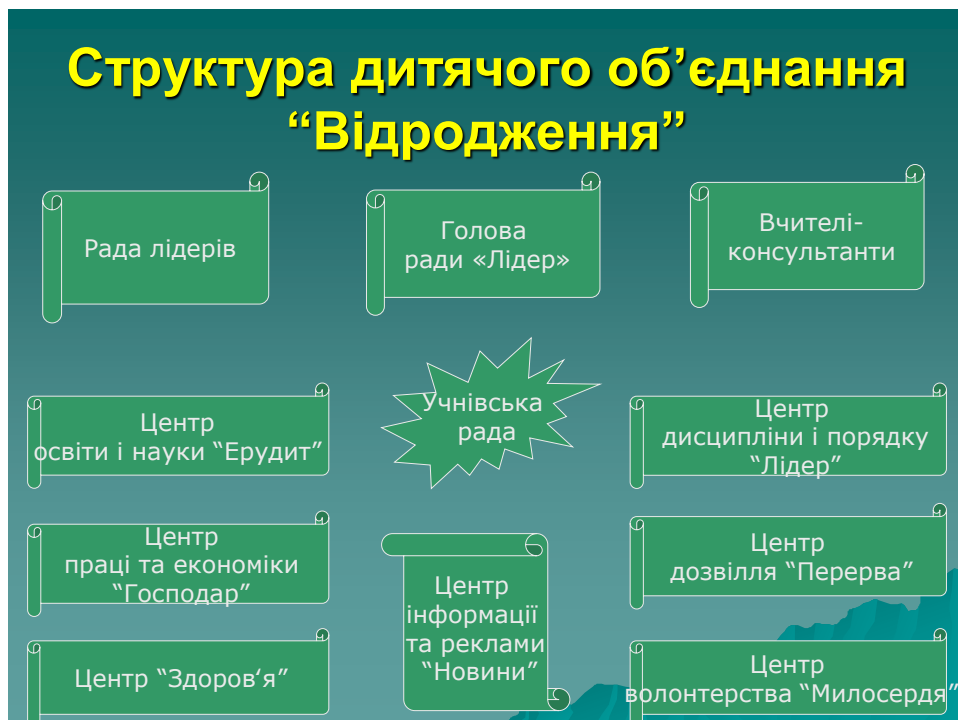 Структура дитячого об’єднання
“Відродження”
Рада лідерів
Голова
ради «Лідер»
Вчителі-
консультанти
Учнівська
рада
Центр
освіти і науки “Ерудит”
Центр
дисципліни і порядку
“Лідер”
Центр
праці та економіки
“Господар”
Центр
інформації
та реклами
“Новини”
Центр
дозвілля “Перерва”
Центр “Здоров‘я”
Центр
волонтерства “Милосердя”